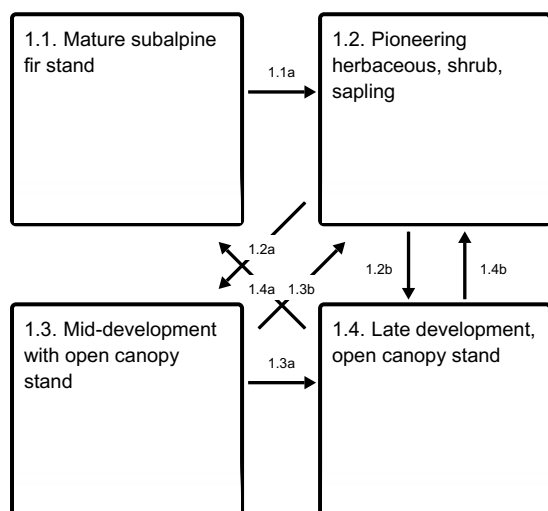 1.1. Mature subalpine
fir stand
1.1a
1.2. Pioneering
herbaceous, shrub,
sapling
1.2a
1.4a
1.3b
1.2b
1.4b
1.3. Mid-development
with open canopy
stand
1.3a
1.4. Late development,
open canopy stand